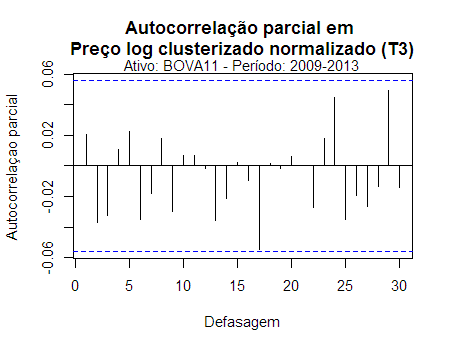 Autocorrelação parcial em
Preço log clusterizado normalizado (T3)
Ativo: BOVA11 - Período: 2009-2013
Autocorrelaçao parcial
0.06
0.02
-0.02
-0.06
0 5 10 15 20 25 30
Defasagem